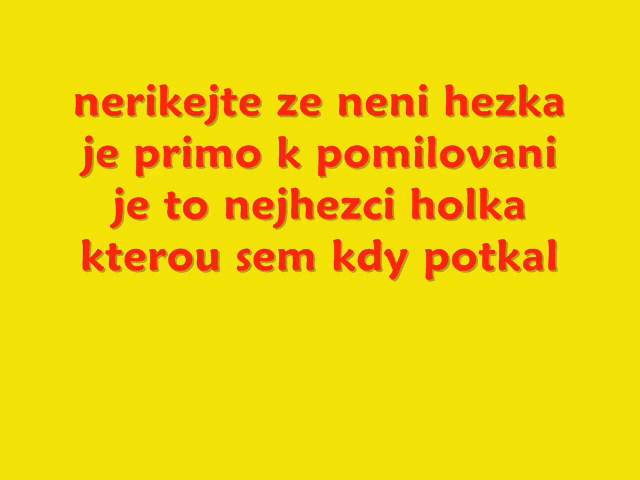 nerikejte ze neni hezka
je primo k pomilovani
je to nejhezci holka
kterou sem kdy potkal